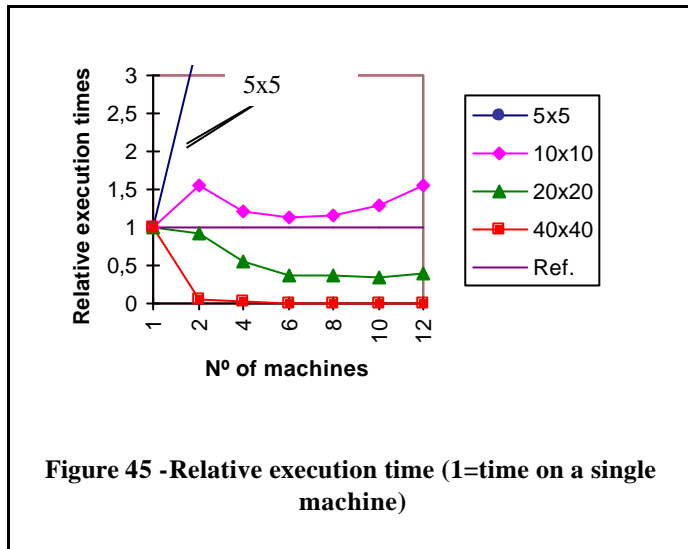 Relative execution times
3
2,5
2
1,5
1
0,5
0
5x5
1
2
4
6
8
10
12
Nº of machines
5x5
10x10
20x20
40x40
Ref.
Figure 45 -Relative execution time (1=time on a single
machine)